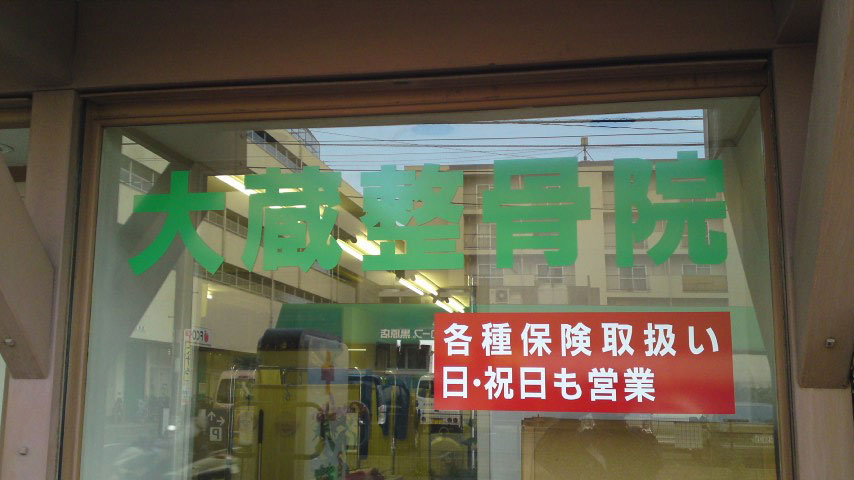 大蔵整骨院
各種保険取扱い
日・祝日も営業
P